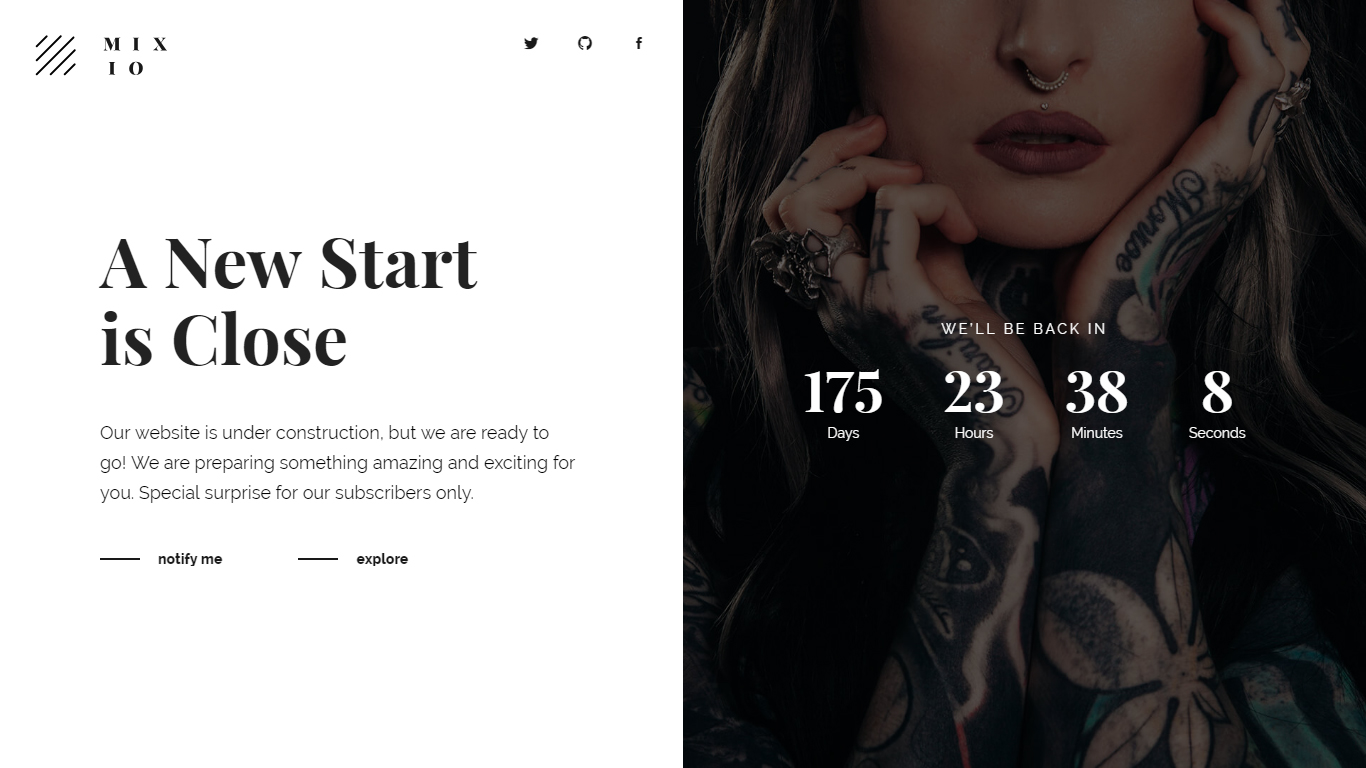 M I X
I O
A New Start
is Close
Our website is under construction, but we are ready to
go! We are preparing something amazing and exciting for
you. Special surprise for our subscribers only.
notify me
explore
WE'LL BE BACK IN
175 23 38 8
Days Hours Minutes Seconds
Monroe